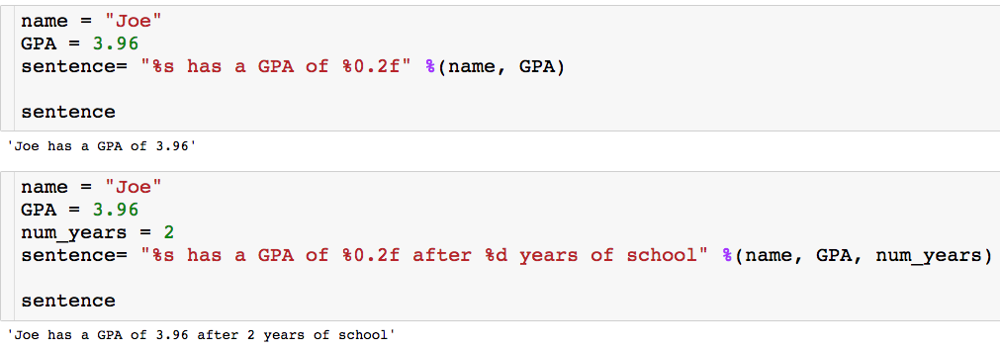 name = "Joe"
GPA = 3.96
sentence= "%s has a GPA of %0.2f" %(name, GPA)
sentence
'Joe has a GPA of 3.96'
name = "Joe"
GPA = 3.96
num_years = 2
sentence= "%s has a GPA of %0.2f after %d years of school" %(name, GPA, num_years)
sentence
'Joe has a GPA of 3.96 after 2 years of school'